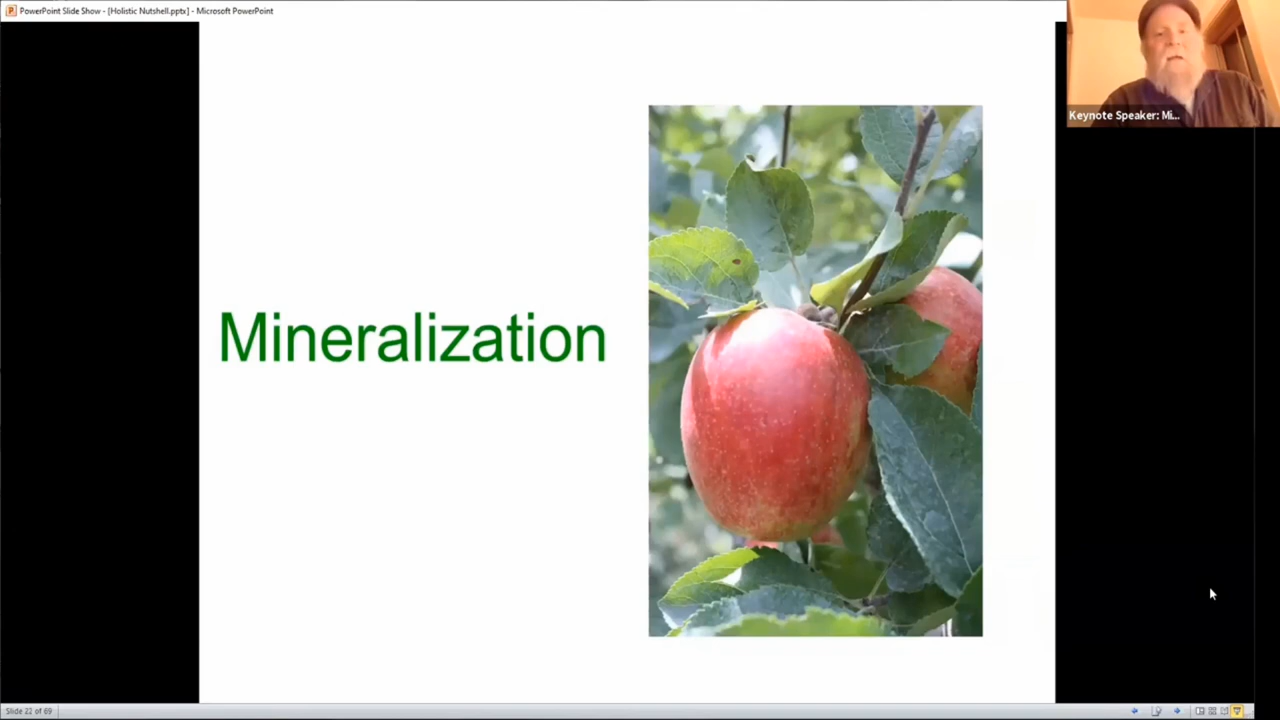 PowerPoint Slide Show - [Holistic Nutshell.pptx] - Microsoft PowerPoint
Keynote Speaker: Mi...
Mineralization
Slide 22 of 69